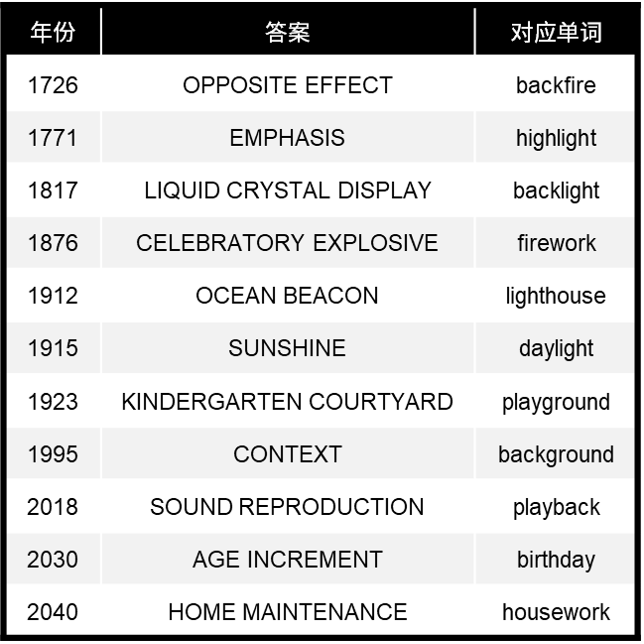 年份 答案 对应单词
1726 OPPOSITE EFFECT backfire
1771 EMPHASIS highlight
1817 LIQUID CRYSTAL DISPLAY backlight
1876 CELEBRATORY EXPLOSIVE firework
1912 OCEAN BEACON lighthouse
1915 SUNSHINE daylight
1923 KINDERGARTEN COURTYARD playground
1995 CONTEXT background
2018 SOUND REPRODUCTION playback
2030 AGE INCREMENT birthday
2040 HOME MAINTENANCE housework